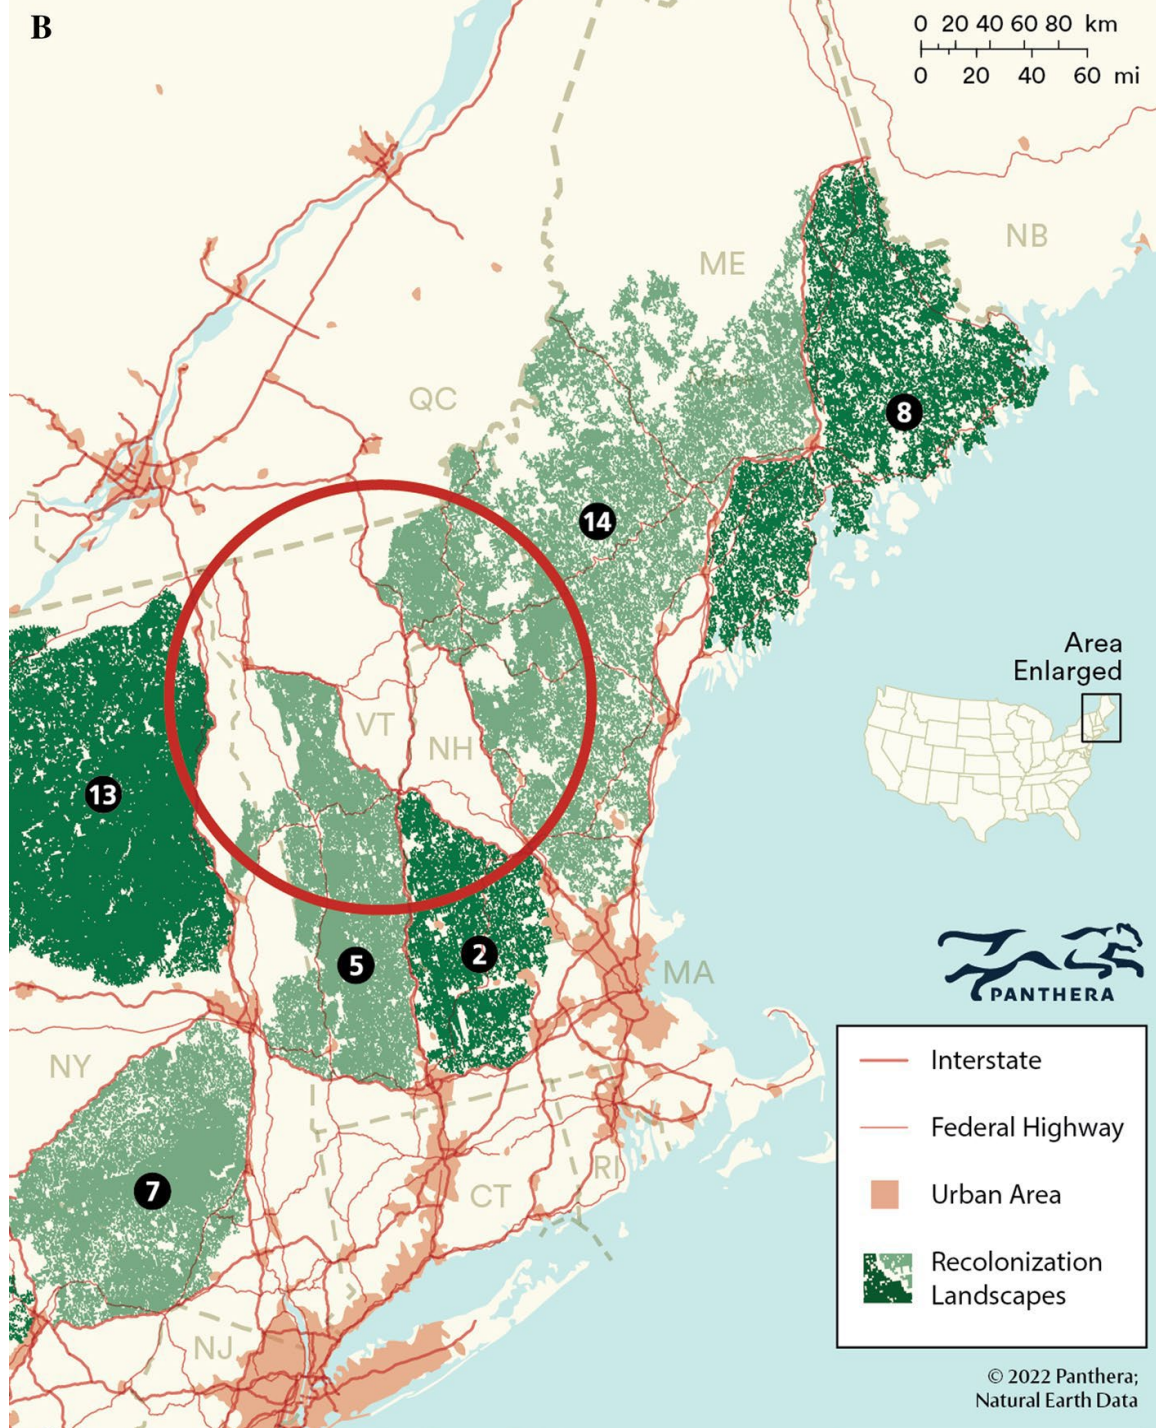 B
0 20 40 60 80 km
0 20 40 60 mi
NB
ME
8
QC
14
Area
Enlarged
VT
NH
13
2
5
MA
PANTHERA
NY
Interstate
Federal Highway
7
RI
CT
Urban Area
Recolonization
Landscapes
NJ
© 2022 Panthera;
Natural Earth Data